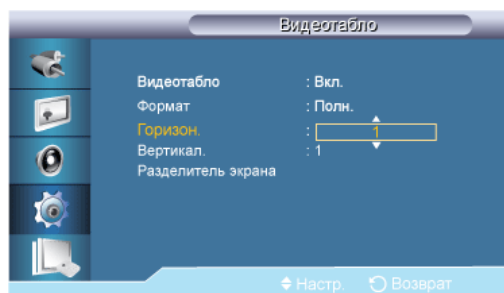 Видеотабло
Видеотабло : Вкл.
Формат : Полн.
Горизон. : 1
Вертикал. : 1
Разделитель экрана
Настр. Возврат